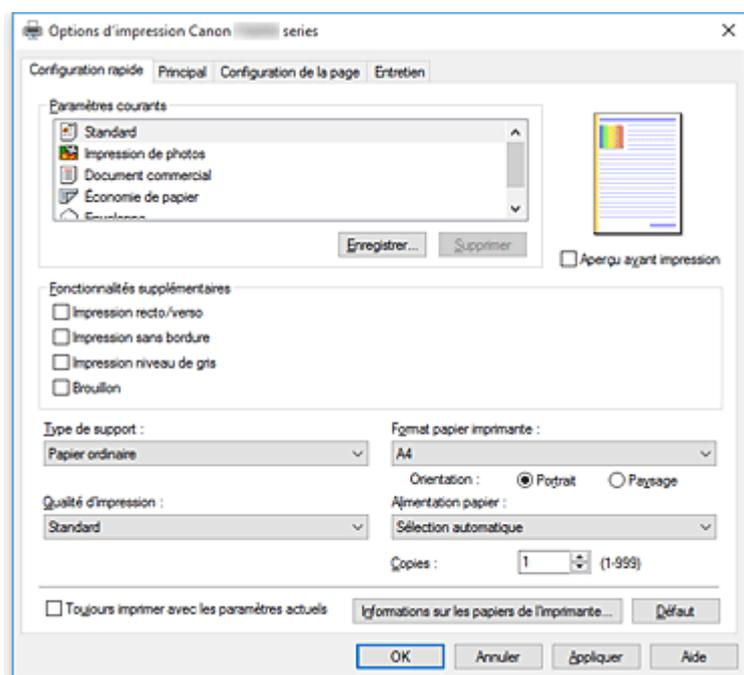 Options d'impression Canon series
Configuration rapide Principal Configuration de la page Entretien
Paramètres courants
Standard
Impression de photos
Document commercial
Économie de papier
Enregistrer... Supprimer
Aperçu avant impression
Fonctionnalités supplémentaires
Impression recto/verso
Impression sans bordure
Impression niveau de gris
Brouillon
Type de support :
Papier ordinaire
Format papier imprimante :
A4
Orientation : Portrait Paysage
Qualité d'impression :
Standard
Alimentation papier :
Sélection automatique
Copies : 1 (1-999)
Toujours imprimer avec les paramètres actuels
Informations sur les papiers de l'imprimante... Défaut
OK Annuler Appliquer Aide